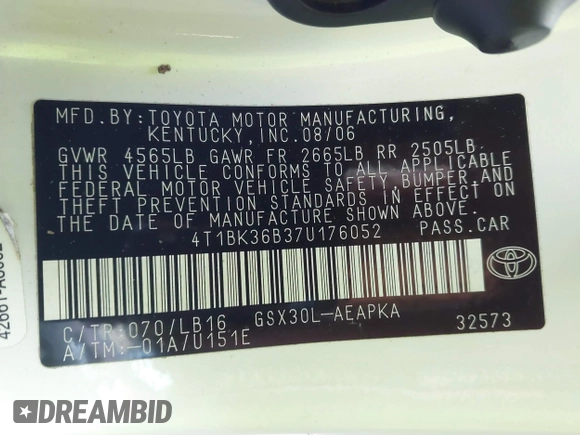 MFD.BY:TOYOTA MOTOR MANUFACTURING,
KENTUCKY,INC.08/06
GVWR 4565LB GAWR FR 2665LB RR 2505LB
THIS VEHICLE CONFORMS TO ALL APPLICABLE
FEDERAL MOTOR VEHICLE SAFETY,BUMPER AND
THEFT PREVENTION STANDARDS IN EFFECT ON
THE DATE OF MANUFACTURE SHOWN ABOVE.
4T1BK36B37U176052 PASS.CAR
C/TR:070/LB16 GSX30L-AEAPKA
A/TM:-01A/U151E 32573
DREAMBID